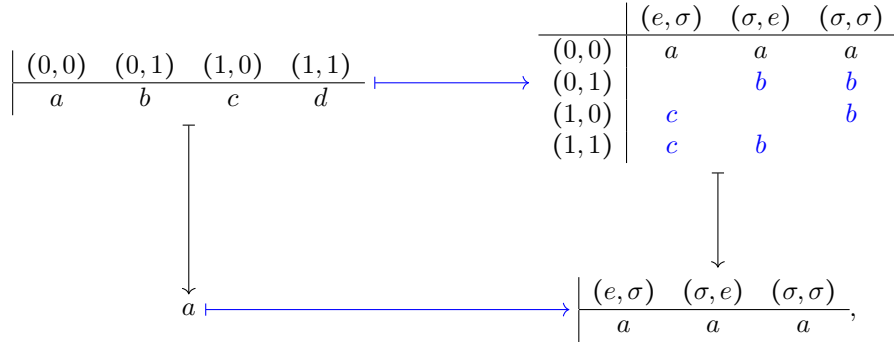 (e, σ) (σ, e) (σ, σ)
(0, 0) a a a
(0, 1) b b
(1, 0) c b
(1, 1) c b
(0, 0) (0, 1) (1, 0) (1, 1)
a b c d
a
(e, σ) (σ, e) (σ, σ)
a a a ,